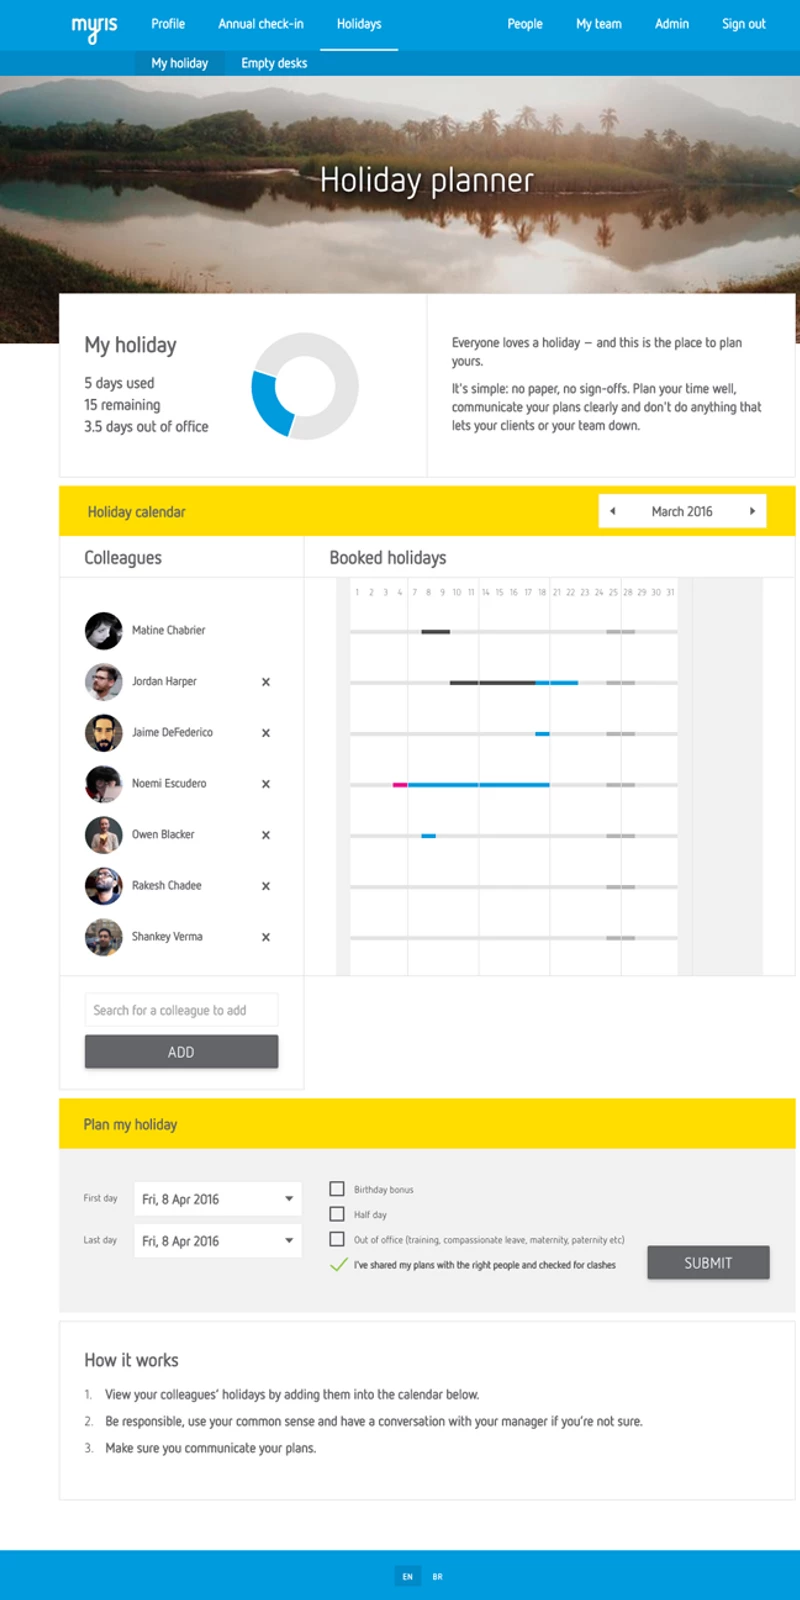 myris
Profile
Annual check-in
Holidays
People
My team
Admin
Sign out
My holiday
Empty desks
Holiday planner
My holiday
5 days used
15 remaining
3.5 days out of office
Everyone loves a holiday – and this is the place to plan
yours.
It's simple: no paper, no sign-offs. Plan your time well,
communicate your plans clearly and don't do anything that
lets your clients or your team down.
Holiday calendar
March 2016
Colleagues
Booked holidays
1 2 3 4 7 8 9 10 11 14 15 16 17 18 21 22 23 24 25 28 29 30 31
Matine Chabrier
Jordan Harper
Jaime DeFederico
Noemi Escudero
Owen Blacker
Rakesh Chadee
Shankey Verma
Search for a colleague to add
ADD
Plan my holiday
First day
Fri, 8 Apr 2016
Last day
Fri, 8 Apr 2016
Birthday bonus
Half day
Out of office (training, compassionate leave, maternity, paternity etc)
I've shared my plans with the right people and checked for clashes
SUBMIT
How it works
1. View your colleagues' holidays by adding them into the calendar below.
2. Be responsible, use your common sense and have a conversation with your manager if you're not sure.
3. Make sure you communicate your plans.
EN
BR